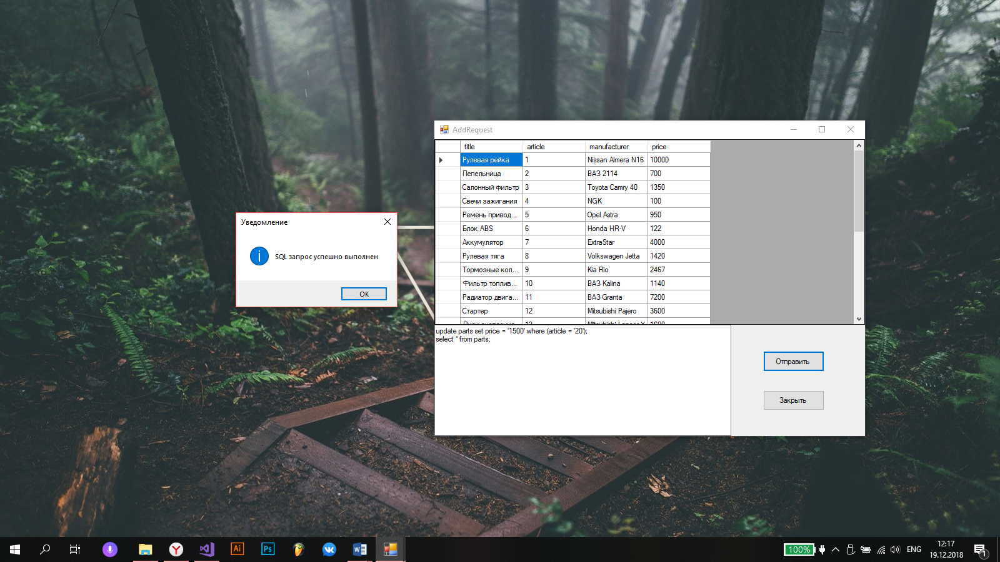 AddRequest
title article manufacturer price
Рулевая рейка 1 Nissan Almera N16 10000
Пепельница 2 ВАЗ 2114 700
Салонный фильтр 3 Toyota Camry 40 1350
Свечи зажигания 4 NGK 100
Ремень привод... 5 Opel Astra 950
Блок ABS 6 Honda HR-V 122
Аккумулятор 7 ExtraStar 4000
Рулевая тяга 8 Volkswagen Jetta 1420
Тормозные кол... 9 Kia Rio 2467
Фильтр топлив... 10 ВАЗ Kalina 1140
Радиатор двига... 11 ВАЗ Granta 7200
Стартер 12 Mitsubishi Pajero 3600
update parts set price = '1500' where (article = '20');
select * from parts;
Отправить
Закрыть
Уведомление
SQL запрос успешно выполнен
OK
Ai
Ps
100%
ENG
12:17
19.12.2018
1